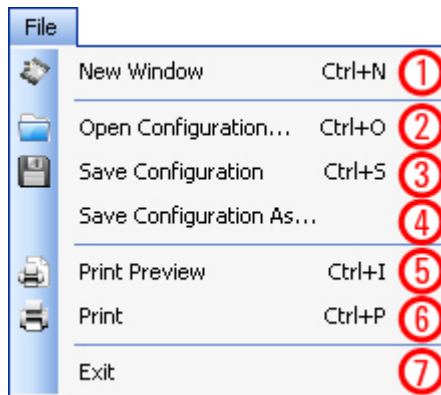 File
New Window Ctrl+N 1
Open Configuration... Ctrl+O 2
Save Configuration Ctrl+S 3
Save Configuration As... 4
Print Preview Ctrl+I 5
Print Ctrl+P 6
Exit 7